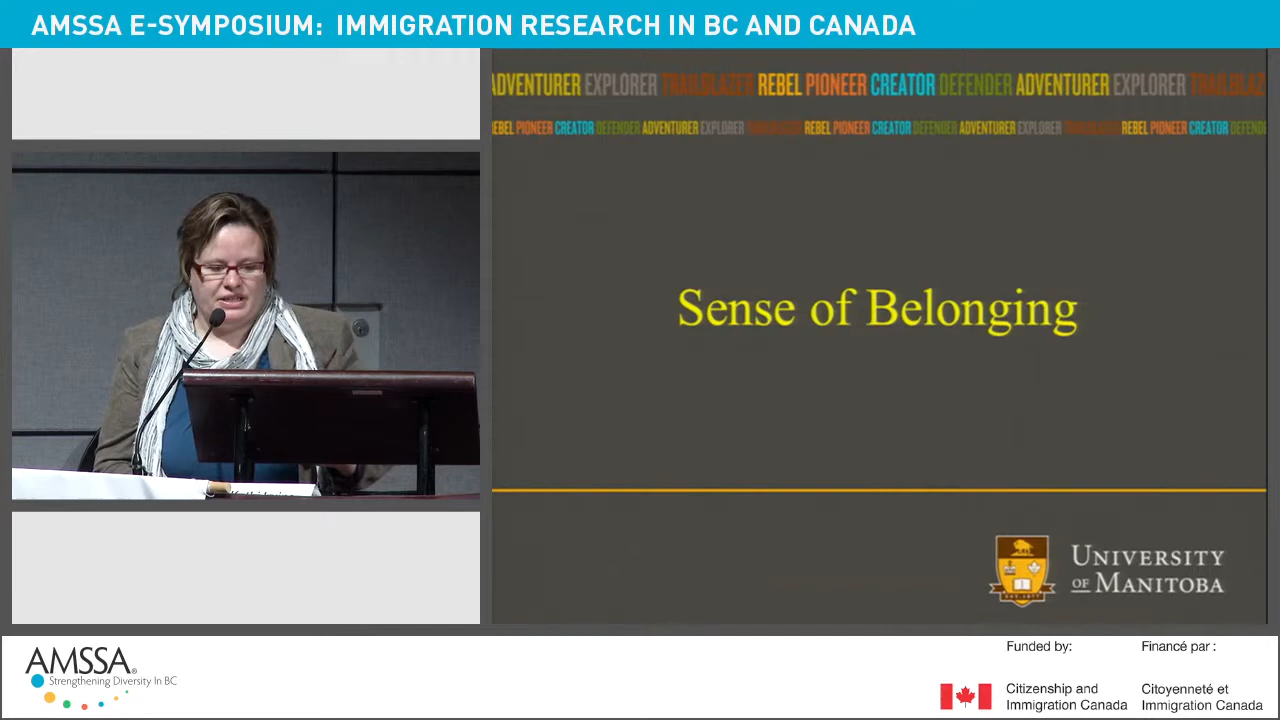 AMSSA E-SYMPOSIUM: IMMIGRATION RESEARCH IN BC AND CANADA
ADVENTURER EXPLORER TRAILBLAZER REBEL PIONEER CREATOR DEFENDER ADVENTURER EXPLORER TRAILBLAZ
REBEL PIONEER CREATOR DEFENDER ADVENTURER EXPLORER TRAILBLAZER REBEL PIONEER CREATOR DEFENDER ADVENTURER EXPLORER TRAILBLAZER REBEL PIONEER CREATOR DEFENDE
Sense of Belonging
UNIVERSITY
OF MANITOBA
AMSSA®
Strengthening Diversity In BC
Funded by:
Citizenship and
Immigration Canada
Financé par :
Citoyenneté et
Immigration Canada